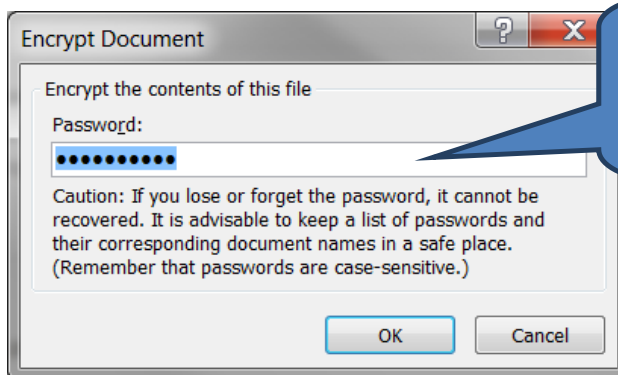 Encrypt Document
Encrypt the contents of this file
Password:
••••••••••
Caution: If you lose or forget the password, it cannot be
recovered. It is advisable to keep a list of passwords and
their corresponding document names in a safe place.
(Remember that passwords are case-sensitive.)
OK Cancel